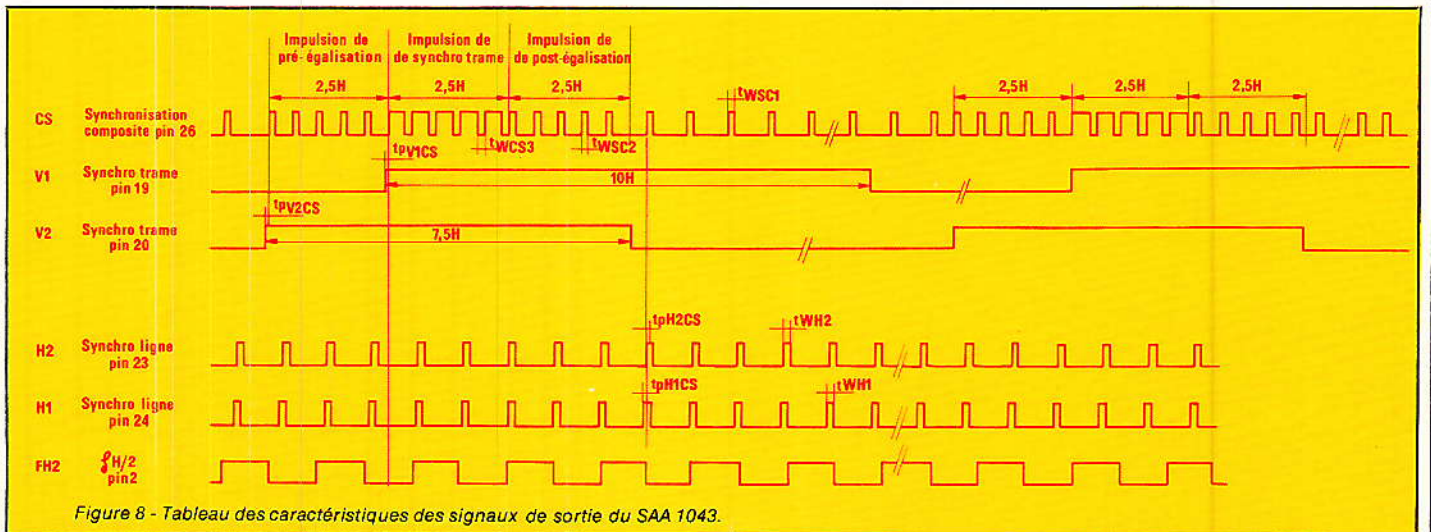 Impulsion de pré-égalisation
Impulsion de de synchro trame
Impulsion de de post-égalisation
2,5H 2,5H 2,5H
CS Synchronisation composite pin 26
tWSC1
2,5H 2,5H 2,5H
tpV1CS
tWCS3
tWSC2
V1 Synchro trame pin 19
10H
tpV2CS
V2 Synchro trame pin 20
7,5H
tpH2CS
tWH2
H2 Synchro ligne pin 23
tpH1CS
tWH1
H1 Synchro ligne pin 24
FH2 fH/2 pin2
Figure 8 - Tableau des caractéristiques des signaux de sortie du SAA 1043.